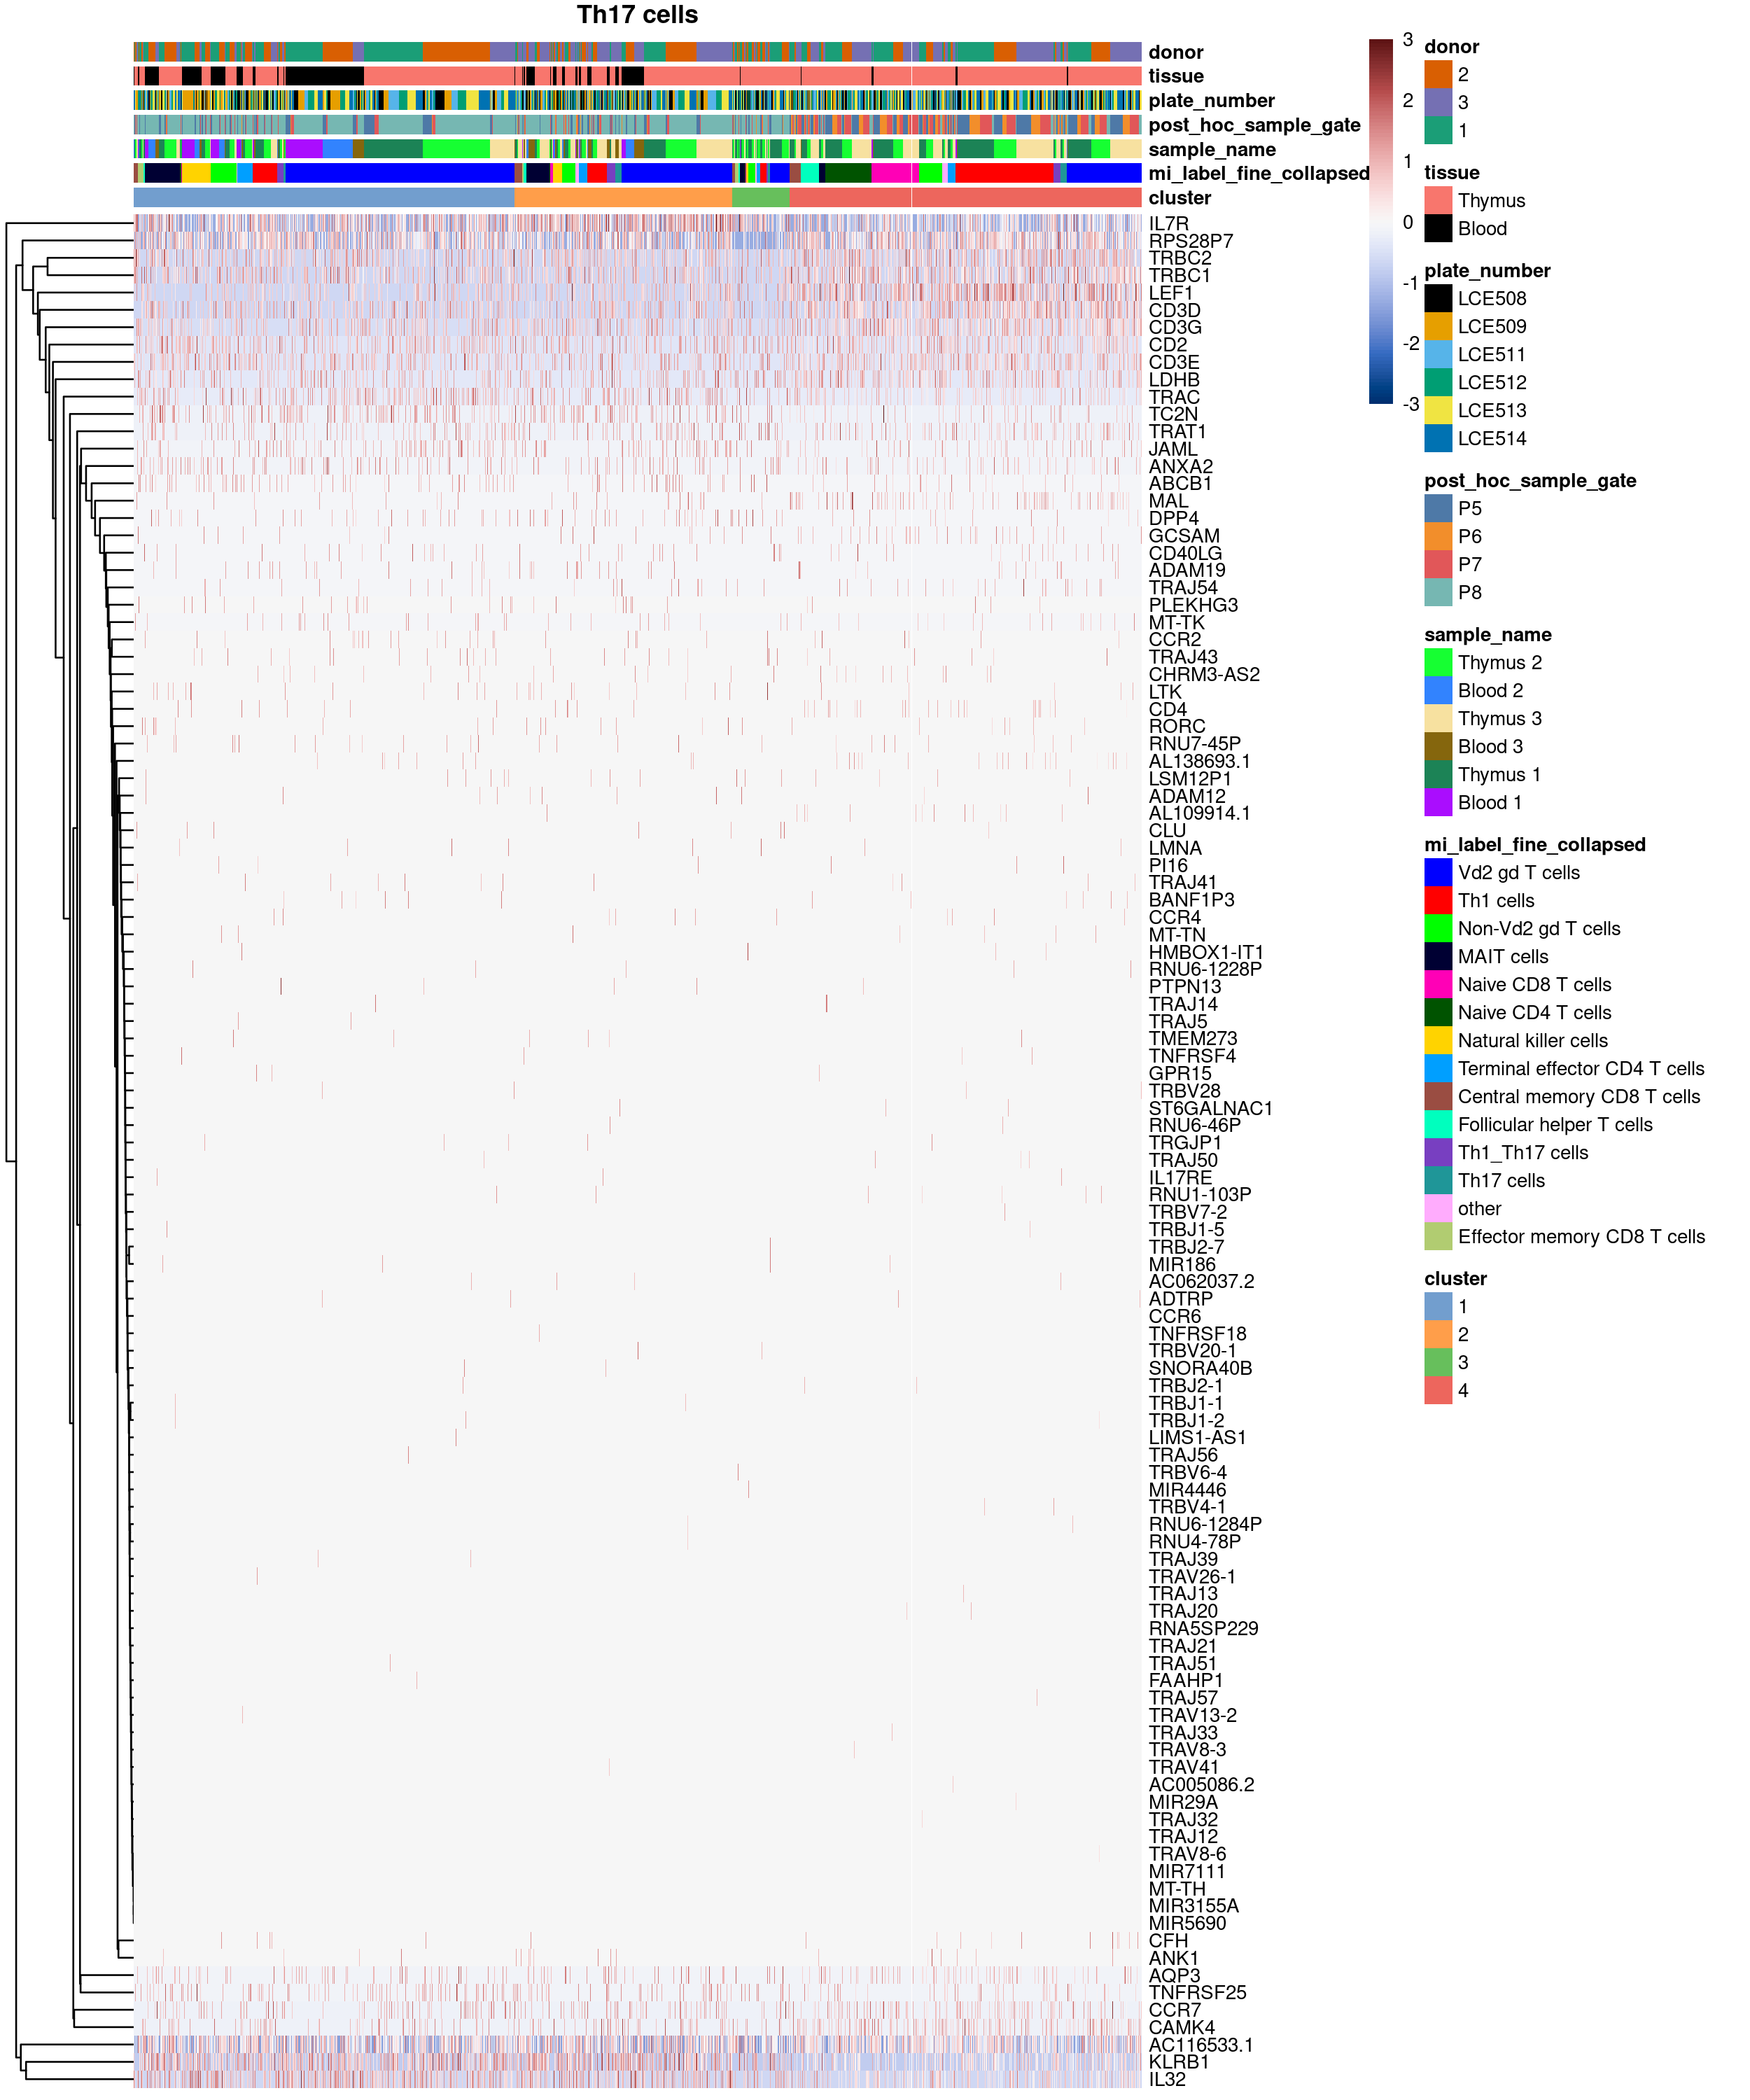 Th17 cells
donor
tissue
plate_number
post_hoc_sample_gate
sample_name
mi_label_fine_collapsed
cluster
IL7R
RPS28P7
TRBC2
TRBC1
LEF1
CD3D
CD3G
CD2
CD3E
LDHB
TRAC
TC2N
TRAT1
JAML
ANXA2
ABCB1
MAL
DPP4
GCSAM
CD40LG
ADAM19
TRAJ54
PLEKHG3
MT-TK
CCR2
TRAJ43
CHRM3-AS2
LTK
CD4
RORC
RNU7-45P
AL138693.1
LSM12P1
ADAM12
AL109914.1
CLU
LMNA
PI16
TRAJ41
BANF1P3
CCR4
MT-TN
HMBOX1-IT1
RNU6-1228P
PTPN13
TRAJ14
TRAJ5
TMEM273
TNFRSF4
GPR15
TRBV28
ST6GALNAC1
RNU6-46P
TRGJP1
TRAJ50
IL17RE
RNU1-103P
TRBV7-2
TRBJ1-5
TRBJ2-7
MIR186
AC062037.2
ADTRP
CCR6
TNFRSF18
TRBV20-1
SNORA40B
TRBJ2-1
TRBJ1-1
TRBJ1-2
LIMS1-AS1
TRAJ56
TRBV6-4
MIR4446
TRBV4-1
RNU6-1284P
RNU4-78P
TRAJ39
TRAV26-1
TRAJ13
TRAJ20
RNA5SP229
TRAJ21
TRAJ51
FAAHP1
TRAJ57
TRAV13-2
TRAJ33
TRAV8-3
TRAV41
AC005086.2
MIR29A
TRAJ32
TRAJ12
TRAV8-6
MIR7111
MT-TH
MIR3155A
MIR5690
CFH
ANK1
AQP3
TNFRSF25
CCR7
CAMK4
AC116533.1
KLRB1
IL32
3
2
1
0
-1
-2
-3
donor
2
3
1
tissue
Thymus
Blood
plate_number
LCE508
LCE509
LCE511
LCE512
LCE513
LCE514
post_hoc_sample_gate
P5
P6
P7
P8
sample_name
Thymus 2
Blood 2
Thymus 3
Blood 3
Thymus 1
Blood 1
mi_label_fine_collapsed
Vd2 gd T cells
Th1 cells
Non-Vd2 gd T cells
MAIT cells
Naive CD8 T cells
Naive CD4 T cells
Natural killer cells
Terminal effector CD4 T cells
Central memory CD8 T cells
Follicular helper T cells
Th1_Th17 cells
Th17 cells
other
Effector memory CD8 T cells
cluster
1
2
3
4